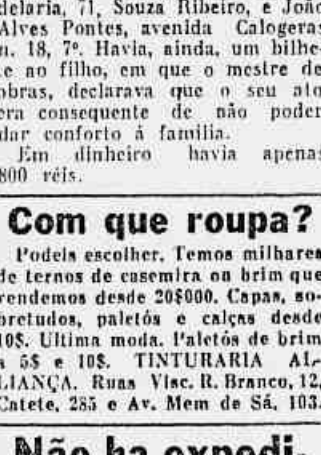 delaria, 71, Souza Ribeiro, e João
Alves Pontes, avenida Calogeras
n. 18, 7º. Havia, ainda, um bilhe-
te ao filho, em que o mestre de
obras, declarava que o seu ato
era consequente de não poder
dar conforto á familia.
Em dinheiro havia apenas
800 réis.
Com que roupa?
Podeis escolher. Temos milhares
de ternos de casemira ou brim que
vendemos desde 20$000. Capas, so-
bretudos, paletós e calças desde
10$. Ultima moda. Paletós de brim
a 5$ e 10$. TINTURARIA AL-
LIANÇA. Ruas Visc. R. Branco, 12,
Catete, 285 e Av. Mem de Sá, 103.
Não ha expedi-